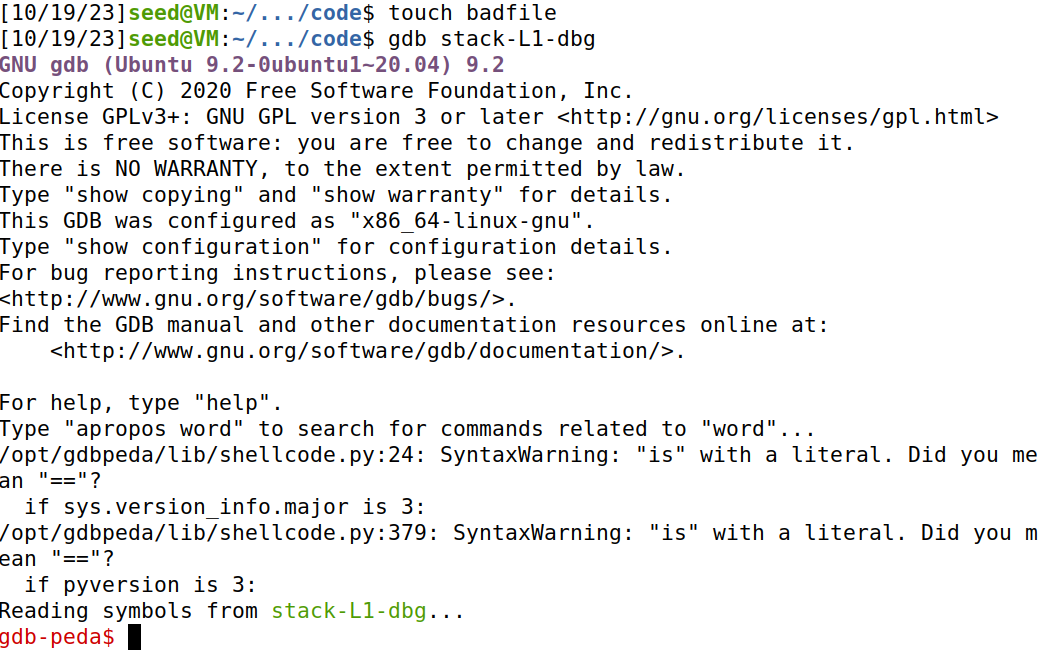 [10/19/23]seed@VM:~/.../code$ touch badfile
[10/19/23]seed@VM:~/.../code$ gdb stack-L1-dbg
GNU gdb (Ubuntu 9.2-0ubuntu1~20.04) 9.2
Copyright (C) 2020 Free Software Foundation, Inc.
License GPLv3+: GNU GPL version 3 or later <http://gnu.org/licenses/gpl.html>
This is free software: you are free to change and redistribute it.
There is NO WARRANTY, to the extent permitted by law.
Type "show copying" and "show warranty" for details.
This GDB was configured as "x86_64-linux-gnu".
Type "show configuration" for configuration details.
For bug reporting instructions, please see:
<http://www.gnu.org/software/gdb/bugs/>.
Find the GDB manual and other documentation resources online at:
    <http://www.gnu.org/software/gdb/documentation/>.

For help, type "help".
Type "apropos word" to search for commands related to "word"...
/opt/gdbpeda/lib/shellcode.py:24: SyntaxWarning: "is" with a literal. Did you me
an "=="?
  if sys.version_info.major is 3:
/opt/gdbpeda/lib/shellcode.py:379: SyntaxWarning: "is" with a literal. Did you m
ean "=="?
  if pyversion is 3:
Reading symbols from stack-L1-dbg...
gdb-peda$